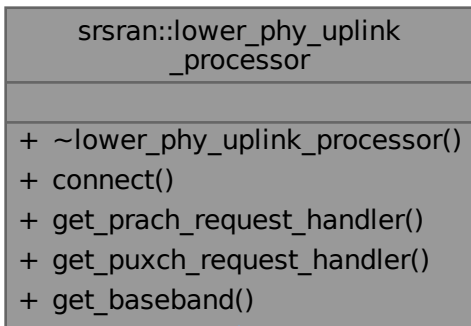 srsran::lower_phy_uplink
_processor
+ ~lower_phy_uplink_processor()
+ connect()
+ get_prach_request_handler()
+ get_puxch_request_handler()
+ get_baseband()